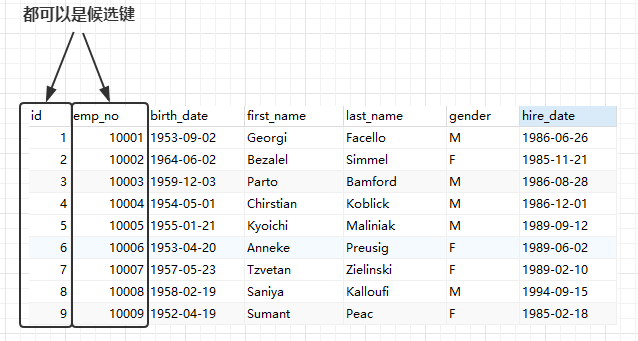 都可以是候选键
id emp_no birth_date first_name last_name gender hire_date
1 10001 1953-09-02 Georgi Facello M 1986-06-26
2 10002 1964-06-02 Bezalel Simmel F 1985-11-21
3 10003 1959-12-03 Parto Bamford M 1986-08-28
4 10004 1954-05-01 Chirstian Koblick M 1986-12-01
5 10005 1955-01-21 Kyoichi Maliniak M 1989-09-12
6 10006 1953-04-20 Anneke Preusig F 1989-06-02
7 10007 1957-05-23 Tzvetan Zielinski F 1989-02-10
8 10008 1958-02-19 Saniya Kalloufi M 1994-09-15
9 10009 1952-04-19 Sumant Peac F 1985-02-18